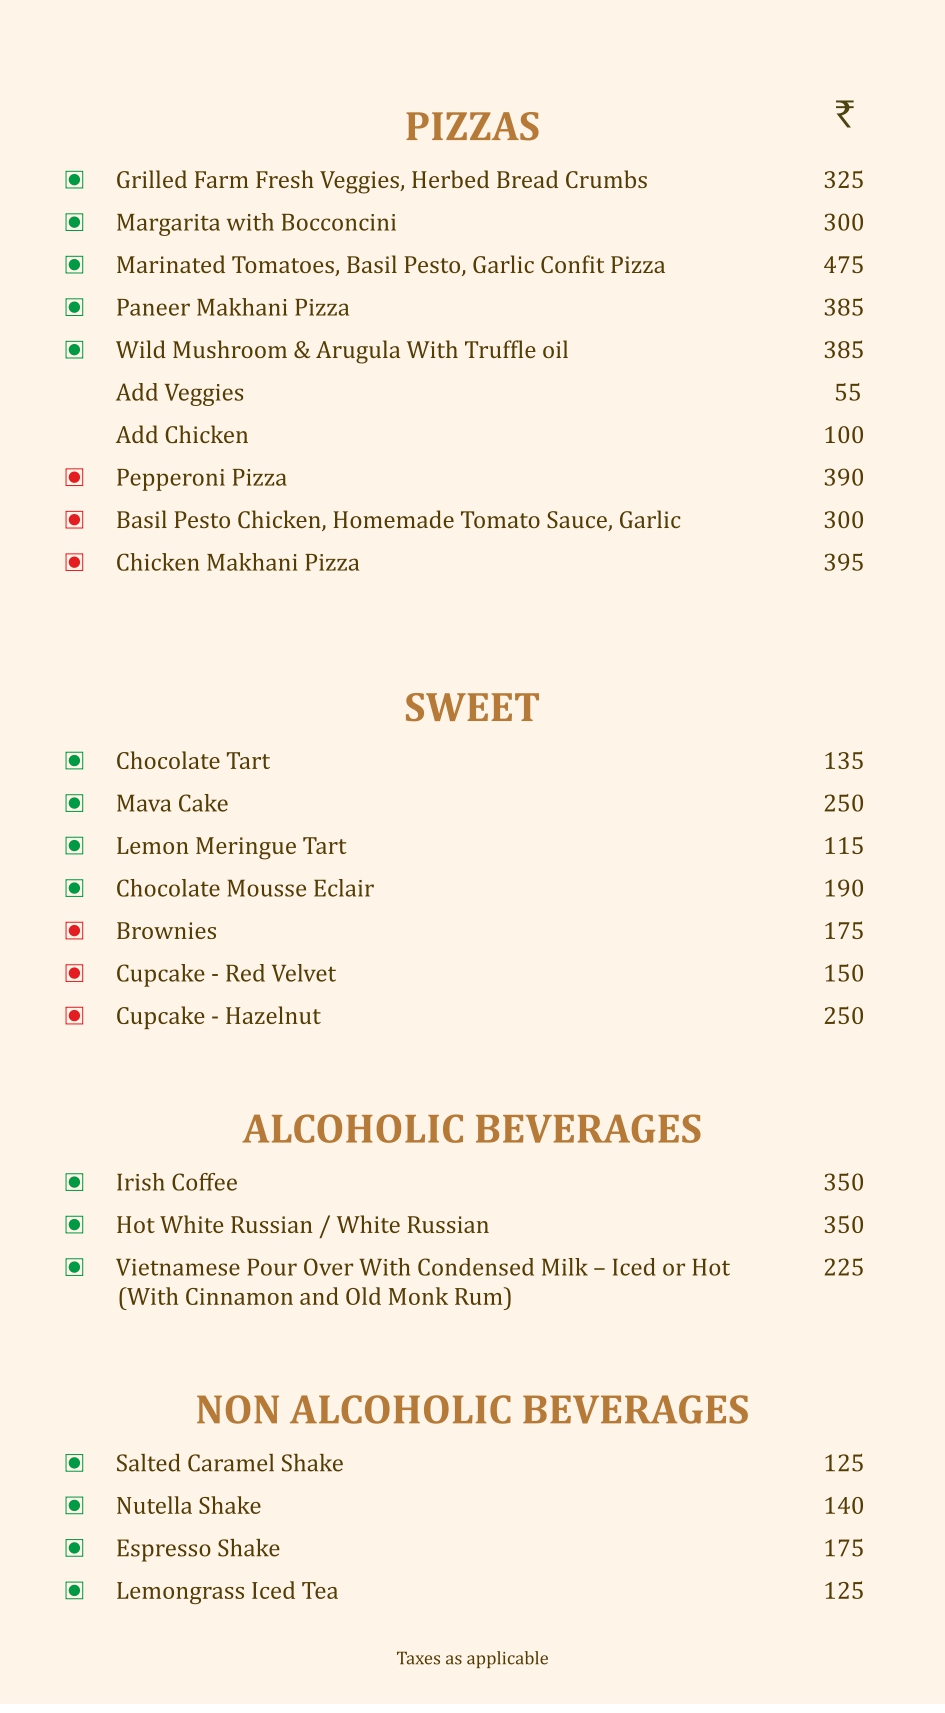 ₹
PIZZAS
Grilled Farm Fresh Veggies, Herbed Bread Crumbs 325
Margarita with Bocconcini 300
Marinated Tomatoes, Basil Pesto, Garlic Confit Pizza 475
Paneer Makhani Pizza 385
Wild Mushroom & Arugula With Truffle oil 385
Add Veggies 55
Add Chicken 100
Pepperoni Pizza 390
Basil Pesto Chicken, Homemade Tomato Sauce, Garlic 300
Chicken Makhani Pizza 395
SWEET
Chocolate Tart 135
Mava Cake 250
Lemon Meringue Tart 115
Chocolate Mousse Eclair 190
Brownies 175
Cupcake - Red Velvet 150
Cupcake - Hazelnut 250
ALCOHOLIC BEVERAGES
Irish Coffee 350
Hot White Russian / White Russian 350
Vietnamese Pour Over With Condensed Milk – Iced or Hot 225
(With Cinnamon and Old Monk Rum)
NON ALCOHOLIC BEVERAGES
Salted Caramel Shake 125
Nutella Shake 140
Espresso Shake 175
Lemongrass Iced Tea 125
Taxes as applicable